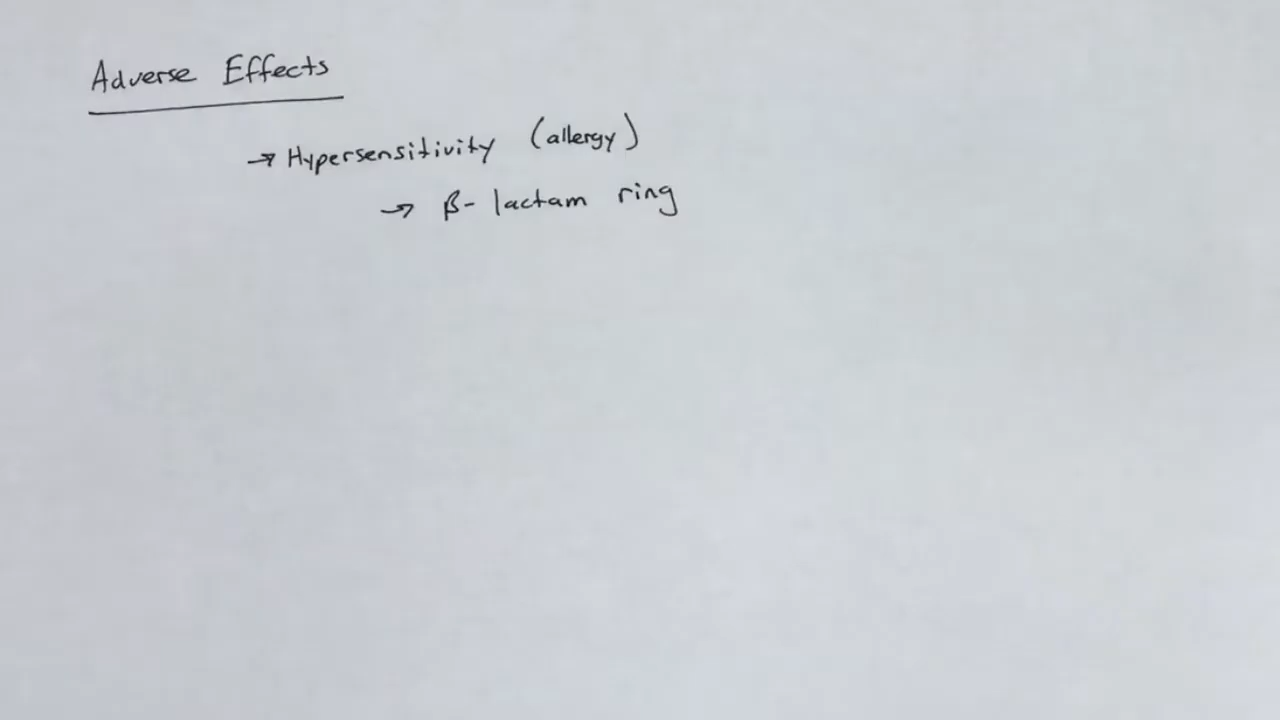 Adverse Effects
→ Hypersensitivity (allergy)
→ β-lactam ring